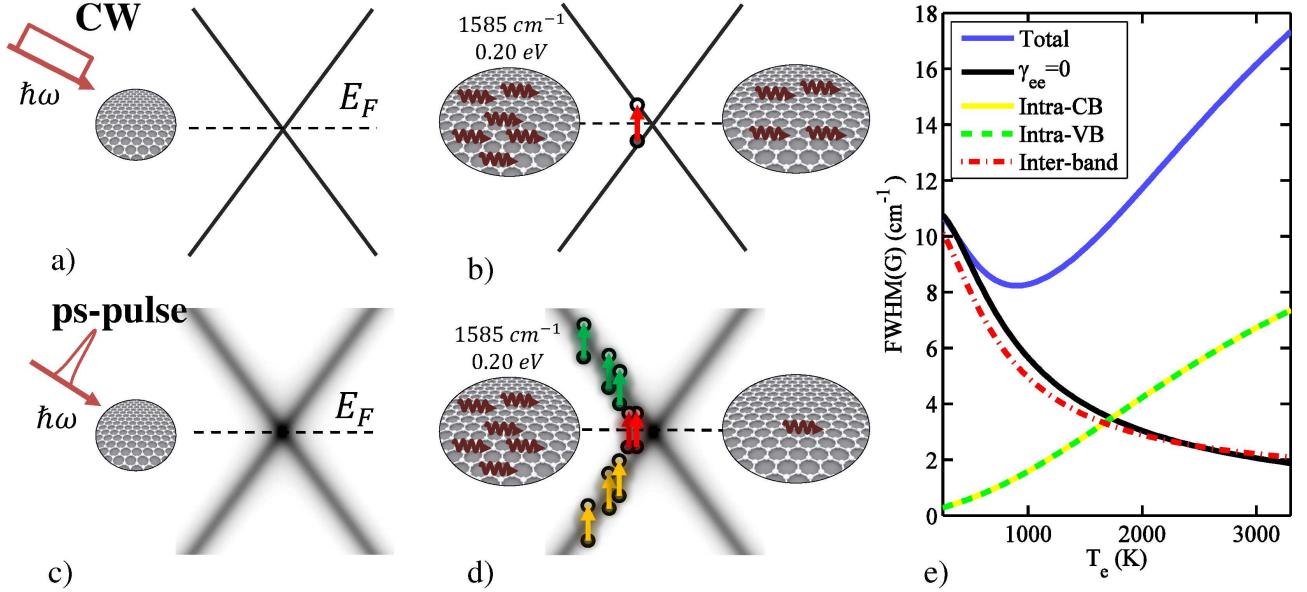 CW
ħω
E_F
a)
1585 cm⁻¹
0.20 eV
b)
ps-pulse
ħω
E_F
c)
1585 cm⁻¹
0.20 eV
d)
18
16
14
12
10
8
6
4
2
0
FWHM(G) (cm⁻¹)
Total
γ_ee=0
Intra-CB
Intra-VB
Inter-band
1000 2000 3000
T_e (K)
e)